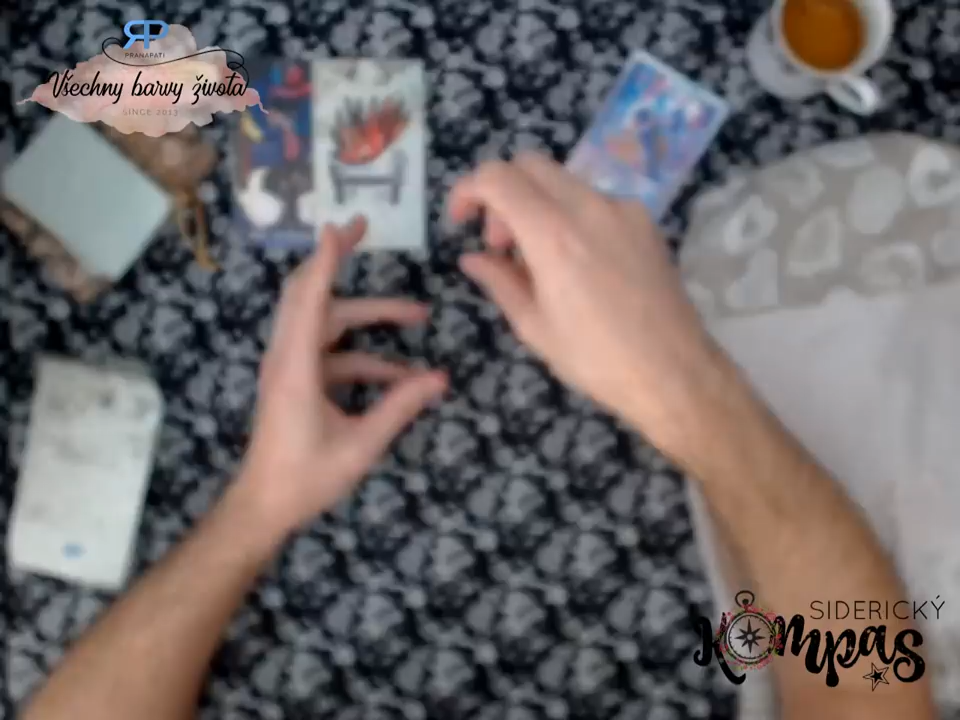 RP
PRANAPATI
Všechny barvy života
SINCE 2013
SIDERICKÝ
Kompas